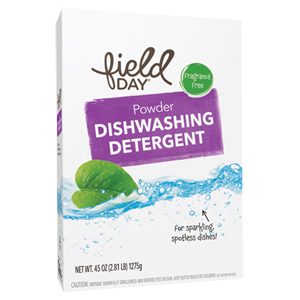 field
DAY®
Fragrance
Free
Powder
DISHWASHING
DETERGENT
For sparkling,
spotless dishes!
NET WT. 45 OZ (2.81 LB) 1275g